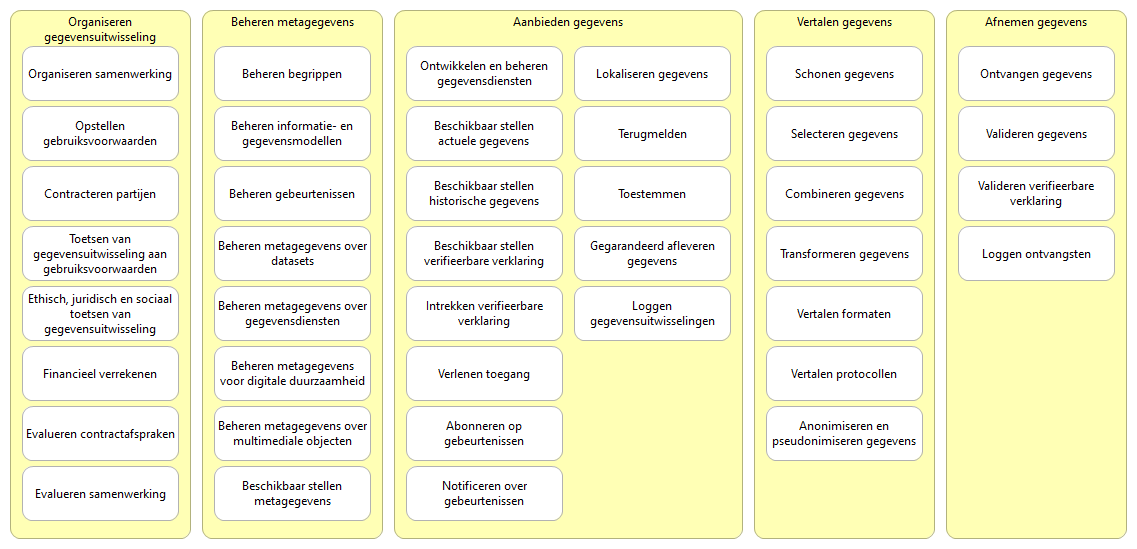 Organiseren
gegevensuitwisseling
Organiseren samenwerking
Opstellen
gebruiksvoorwaarden
Contracteren partijen
Toetsen van
gegevensuitwisseling aan
gebruiksvoorwaarden
Ethisch, juridisch en sociaal
toetsen van
gegevensuitwisseling
Financieel verrekenen
Evalueren contractafspraken
Evalueren samenwerking
Beheren metagegevens
Beheren begrippen
Beheren informatie- en
gegevensmodellen
Beheren gebeurtenissen
Beheren metagegevens over
datasets
Beheren metagegevens over
gegevensdiensten
Beheren metagegevens
voor digitale duurzaamheid
Beheren metagegevens over
multimediale objecten
Beschikbaar stellen
metagegevens
Aanbieden gegevens
Ontwikkelen en beheren
gegevensdiensten
Beschikbaar stellen
actuele gegevens
Beschikbaar stellen
historische gegevens
Beschikbaar stellen
verifieerbare verklaring
Intrekken verifieerbare
verklaring
Verlenen toegang
Abonneren op
gebeurtenissen
Notificeren over
gebeurtenissen
Lokaliseren gegevens
Terugmelden
Toestemmen
Gegarandeerd afleveren
gegevens
Loggen
gegevensuitwisselingen
Vertalen gegevens
Schonen gegevens
Selecteren gegevens
Combineren gegevens
Transformeren gegevens
Vertalen formaten
Vertalen protocollen
Anonimiseren en
pseudonimiseren gegevens
Afnemen gegevens
Ontvangen gegevens
Valideren gegevens
Valideren verifieerbare
verklaring
Loggen ontvangsten